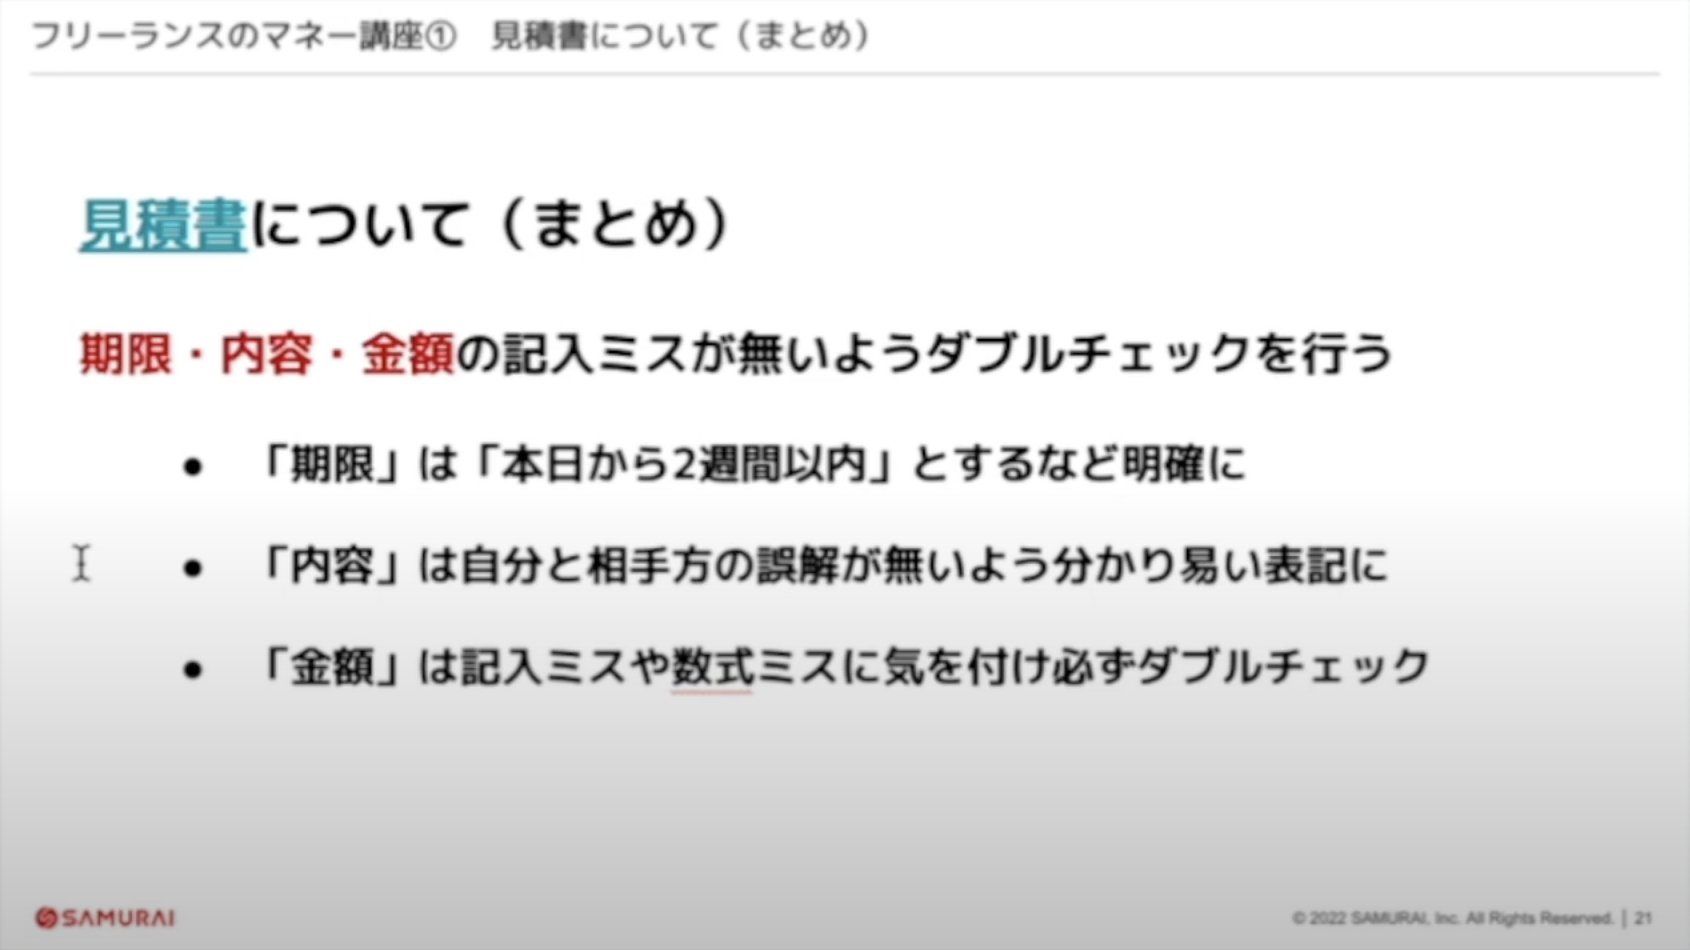 フリーランスのマネー講座① 見積書について（まとめ）
見積書について（まとめ）
期限・内容・金額の記入ミスが無いようダブルチェックを行う
● 「期限」は「本日から2週間以内」とするなど明確に
● 「内容」は自分と相手方の誤解が無いよう分かり易い表記に
● 「金額」は記入ミスや数式ミスに気を付け必ずダブルチェック
SAMURAI
© 2022 SAMURAI, Inc. All Rights Reserved. | 21